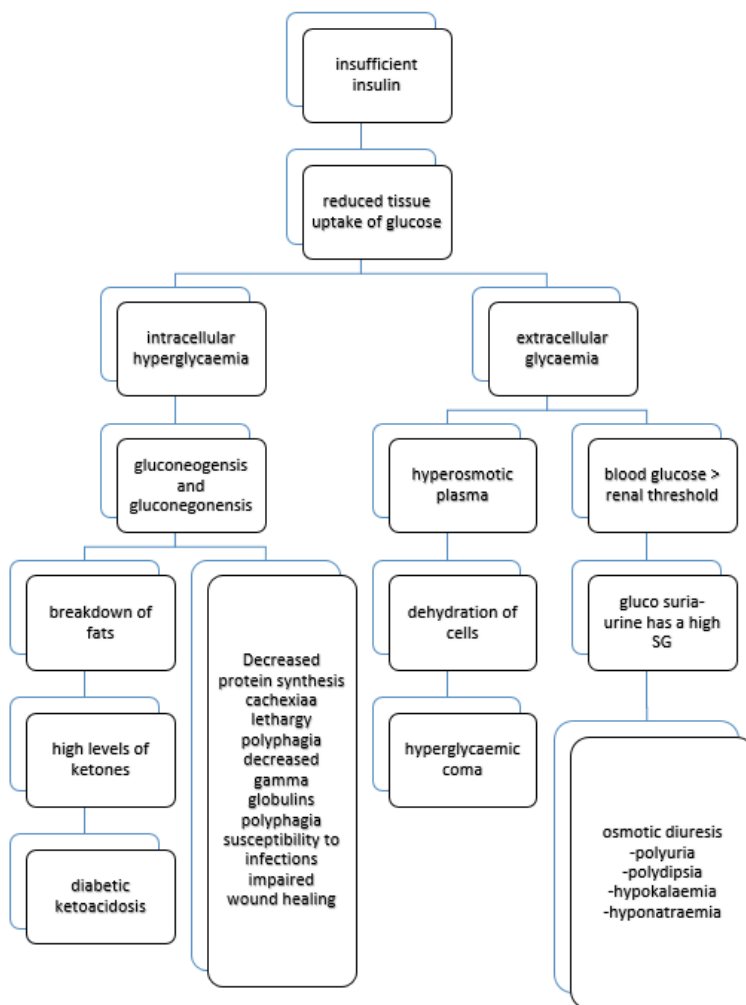 insufficient
insulin
reduced tissue
uptake of glucose
intracellular
hyperglycaemia
extracellular
glycaemia
gluconeogensis
and
gluconegonensis
hyperosmotic
plasma
blood glucose >
renal threshold
breakdown of
fats
Decreased
protein synthesis
cachexiaa
lethargy
polyphagia
decreased
gamma
globulins
polyphagia
susceptibility to
infections
impaired
wound healing
dehydration of
cells
gluco suria-
urine has a high
SG
high levels of
ketones
hyperglycaemic
coma
diabetic
ketoacidosis
osmotic diuresis
-polyuria
-polydipsia
-hypokalaemia
-hyponatraemia